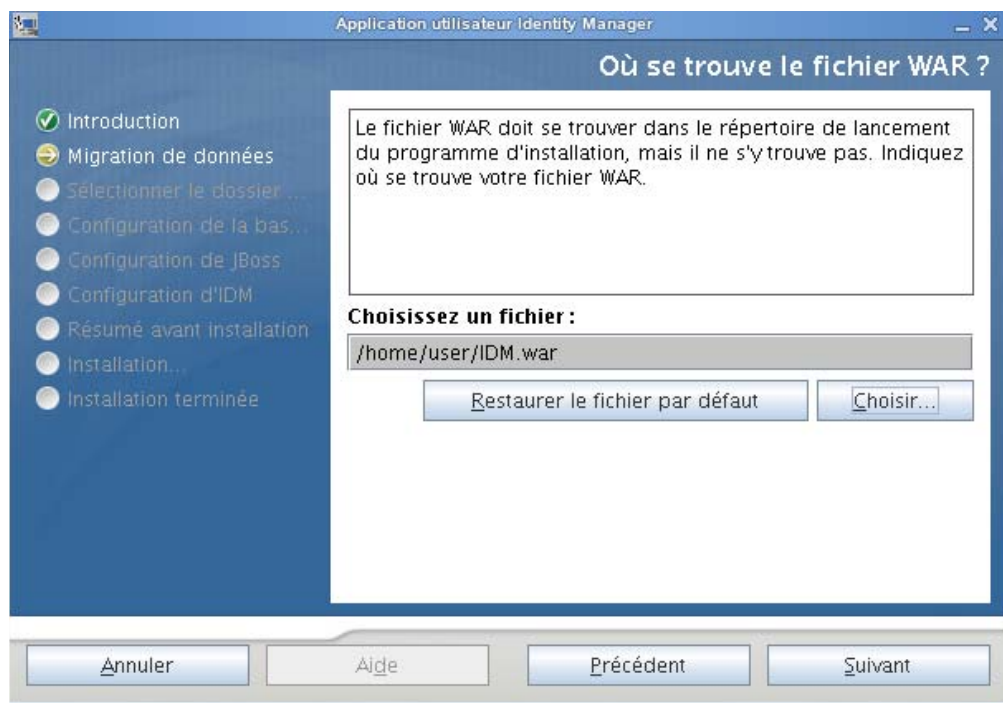 Application utilisateur Identity Manager
Où se trouve le fichier WAR ?
Introduction
Migration de données
Sélectionner le dossier ...
Configuration de la bas...
Configuration de JBoss
Configuration d'IDM
Résumé avant installation
Installation...
Installation terminée
Le fichier WAR doit se trouver dans le répertoire de lancement
du programme d'installation, mais il ne s'y trouve pas. Indiquez
où se trouve votre fichier WAR.
Choisissez un fichier :
/home/user/IDM.war
Restaurer le fichier par défaut
Choisir...
Annuler
Aide
Précédent
Suivant